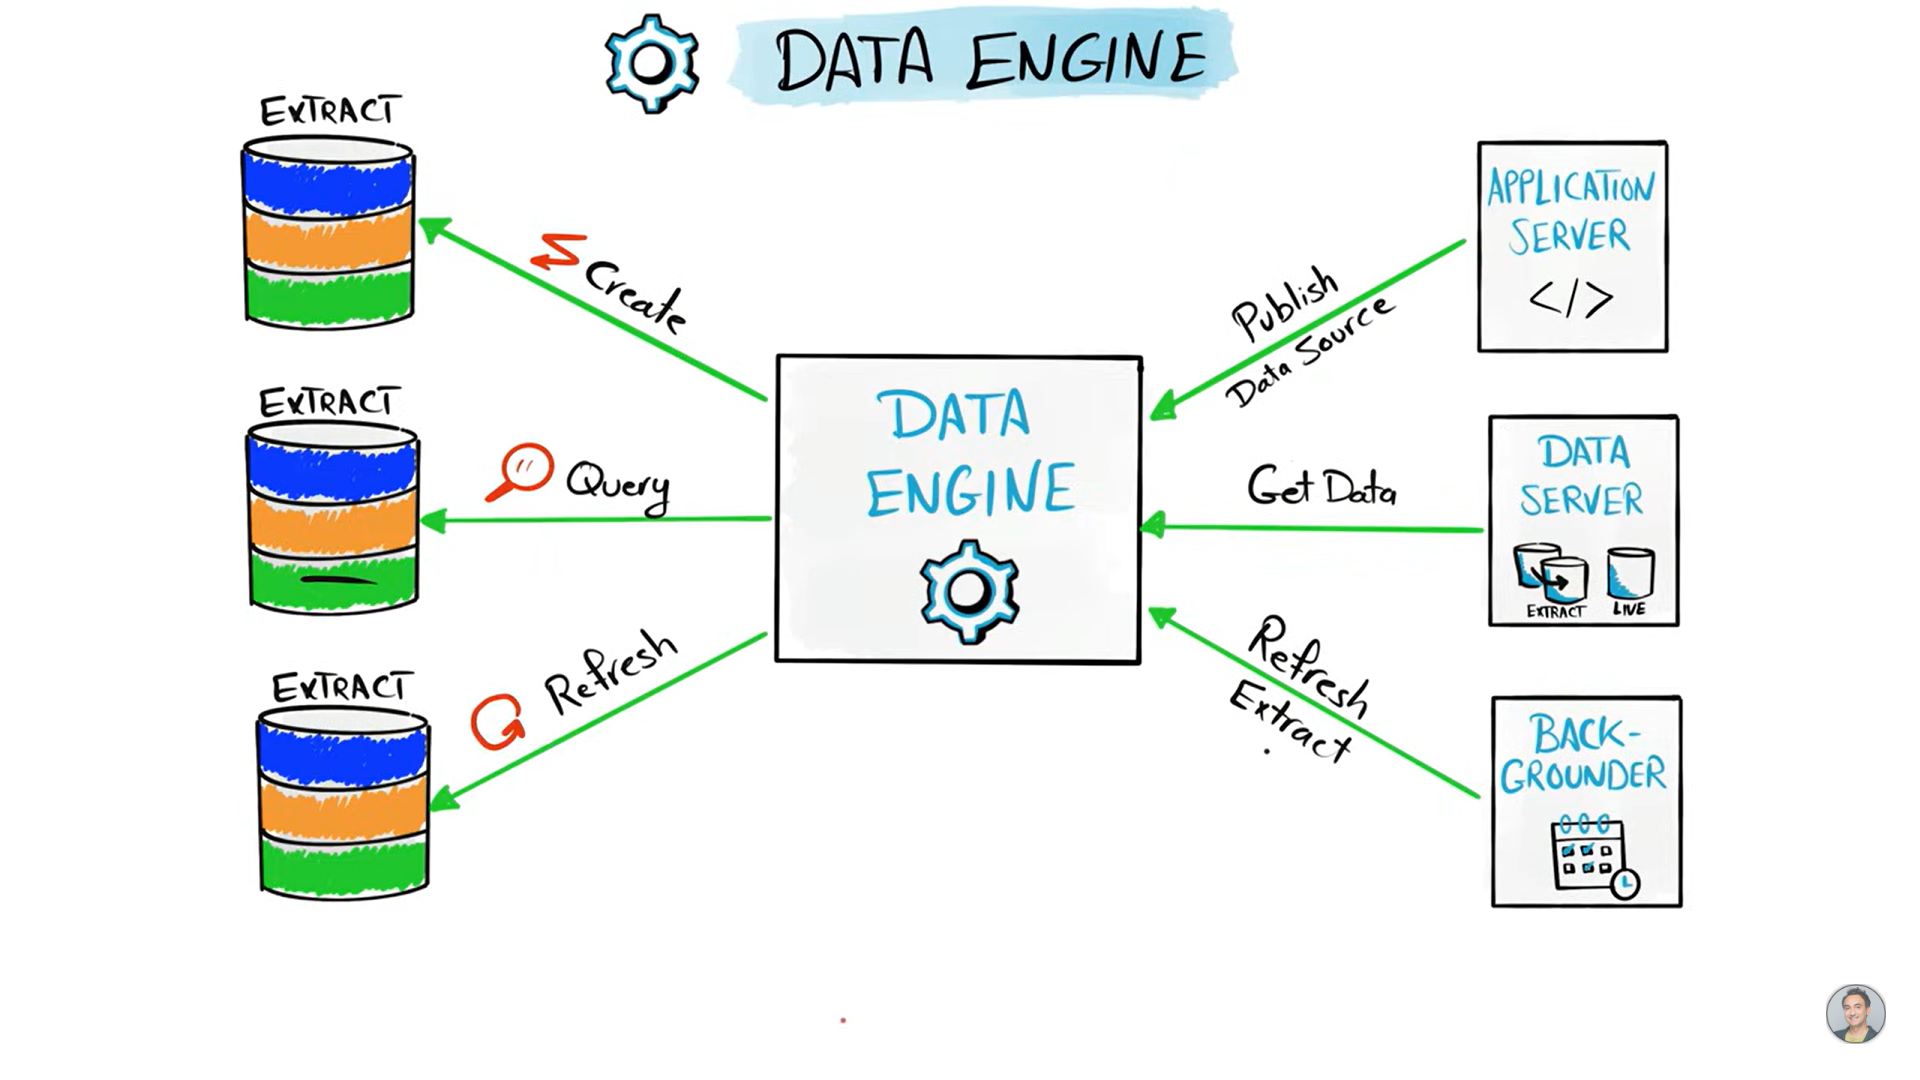 DATA ENGINE
EXTRACT
Create
EXTRACT
Query
EXTRACT
Refresh
DATA
ENGINE
Publish
Data Source
Get Data
Refresh
Extract
APPLICATION
SERVER
</>
DATA
SERVER
EXTRACT LIVE
BACK-
GROUNDER